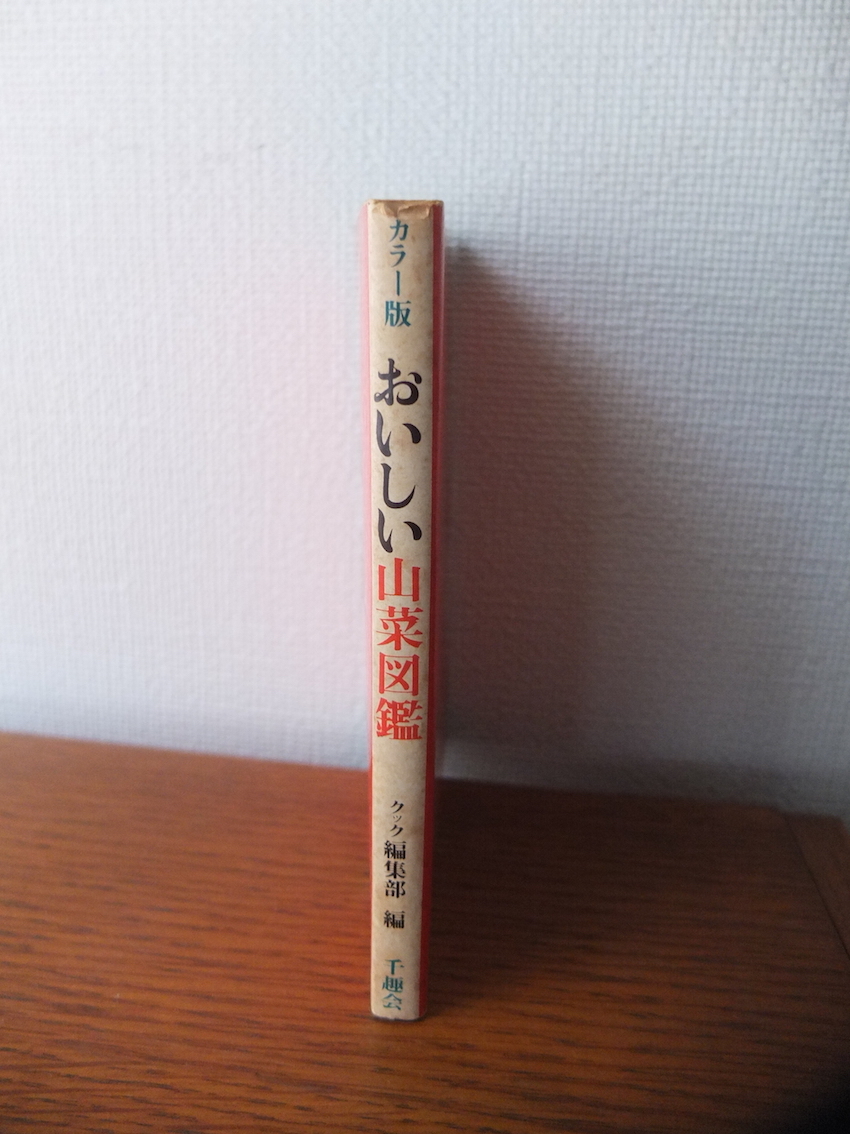 カラー版
おいしい山菜図鑑
クック編集部 編
千趣会